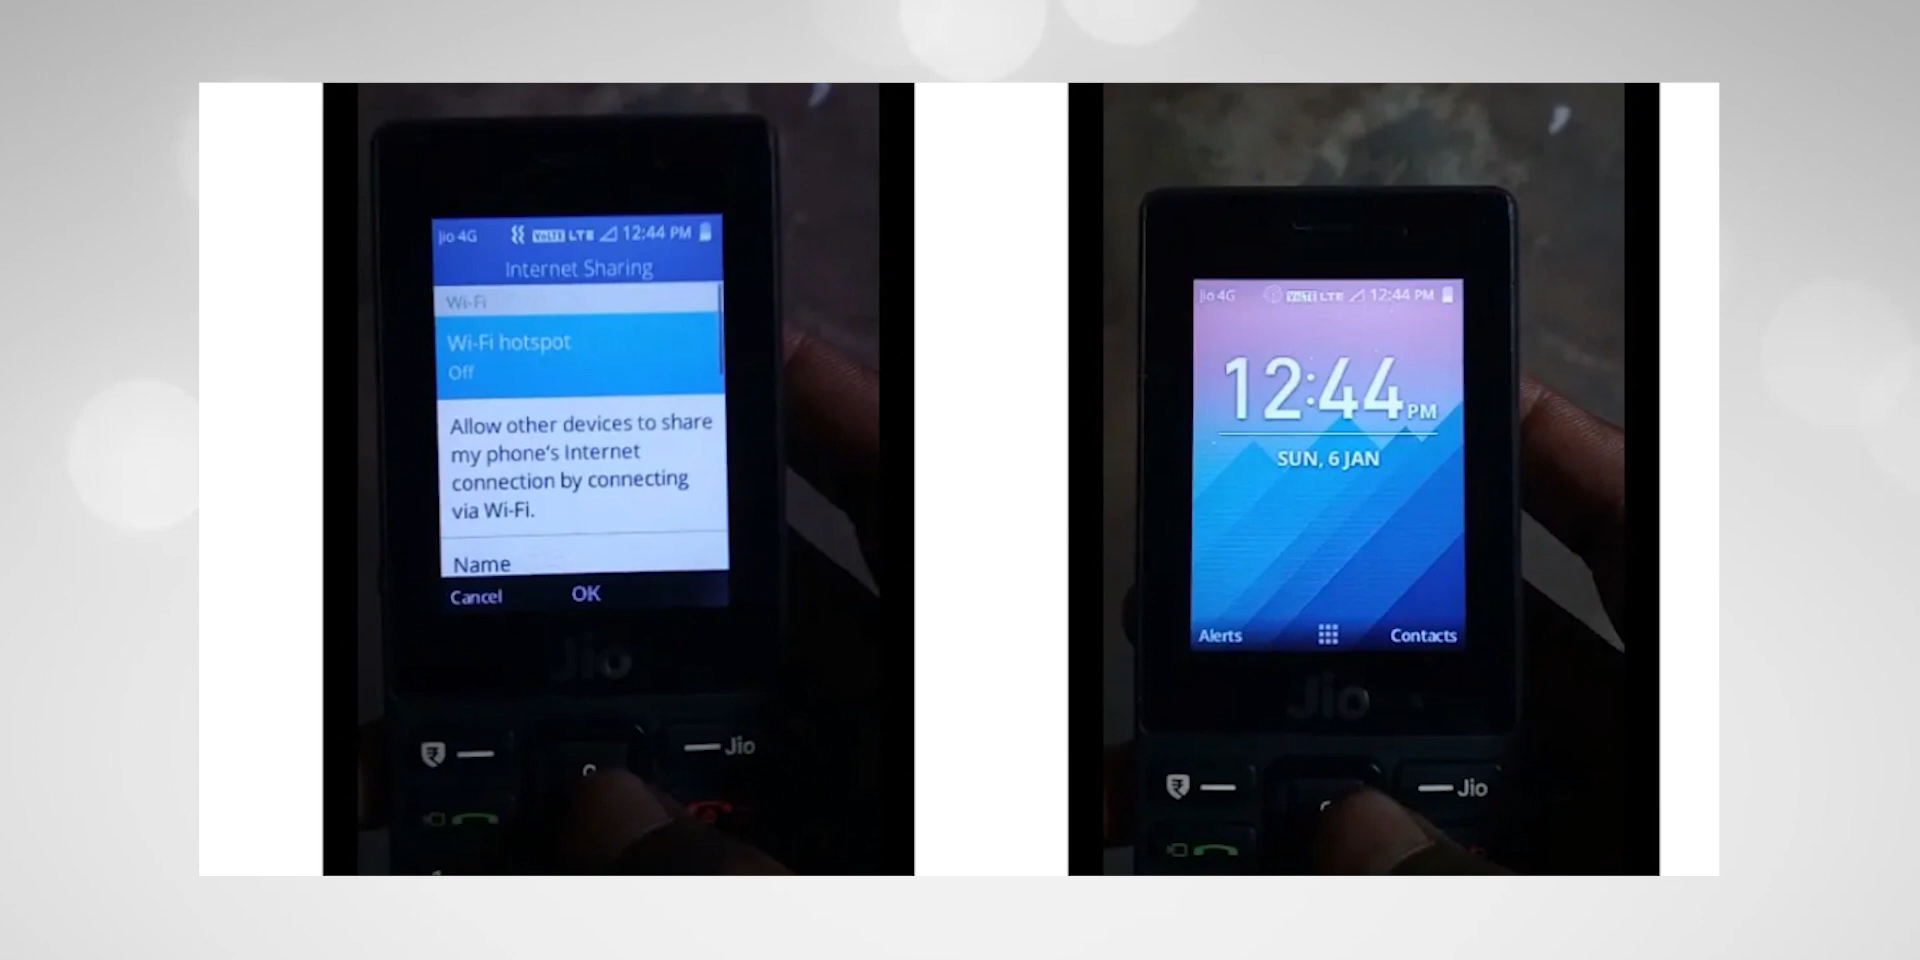 Jio 4G VoLTE LTE 12:44 PM
Internet Sharing
Wi-Fi
Wi-Fi hotspot
Off
Allow other devices to share
my phone's Internet
connection by connecting
via Wi-Fi.
Name
Cancel OK
Jio
Jio
Jio 4G VoLTE LTE 12:44 PM
12:44 PM
SUN, 6 JAN
Alerts Contacts
Jio
Jio